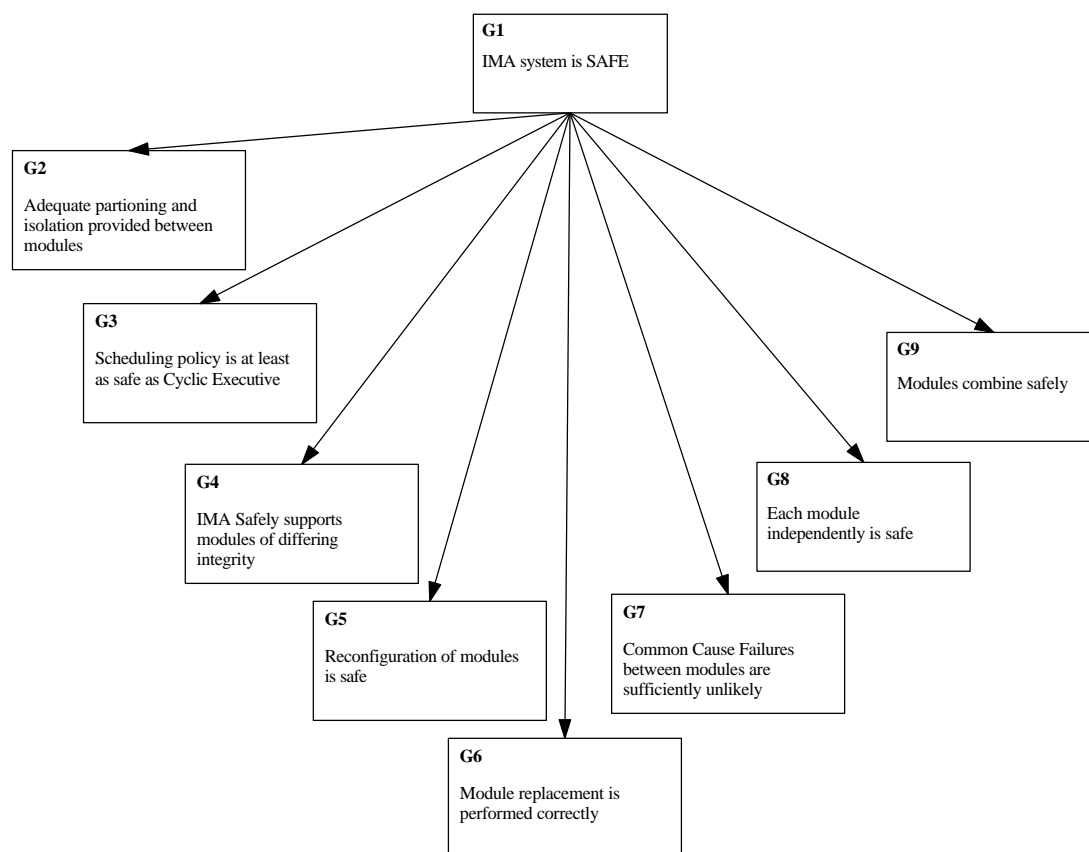 G1
IMA system is SAFE
G2
Adequate partioning and
isolation provided between
modules
G3
Scheduling policy is at least
as safe as Cyclic Executive
G9
Modules combine safely
G4
IMA Safely supports
modules of differing
integrity
G8
Each module
independently is safe
G5
Reconfiguration of modules
is safe
G7
Common Cause Failures
between modules are
sufficiently unlikely
G6
Module replacement is
performed correctly